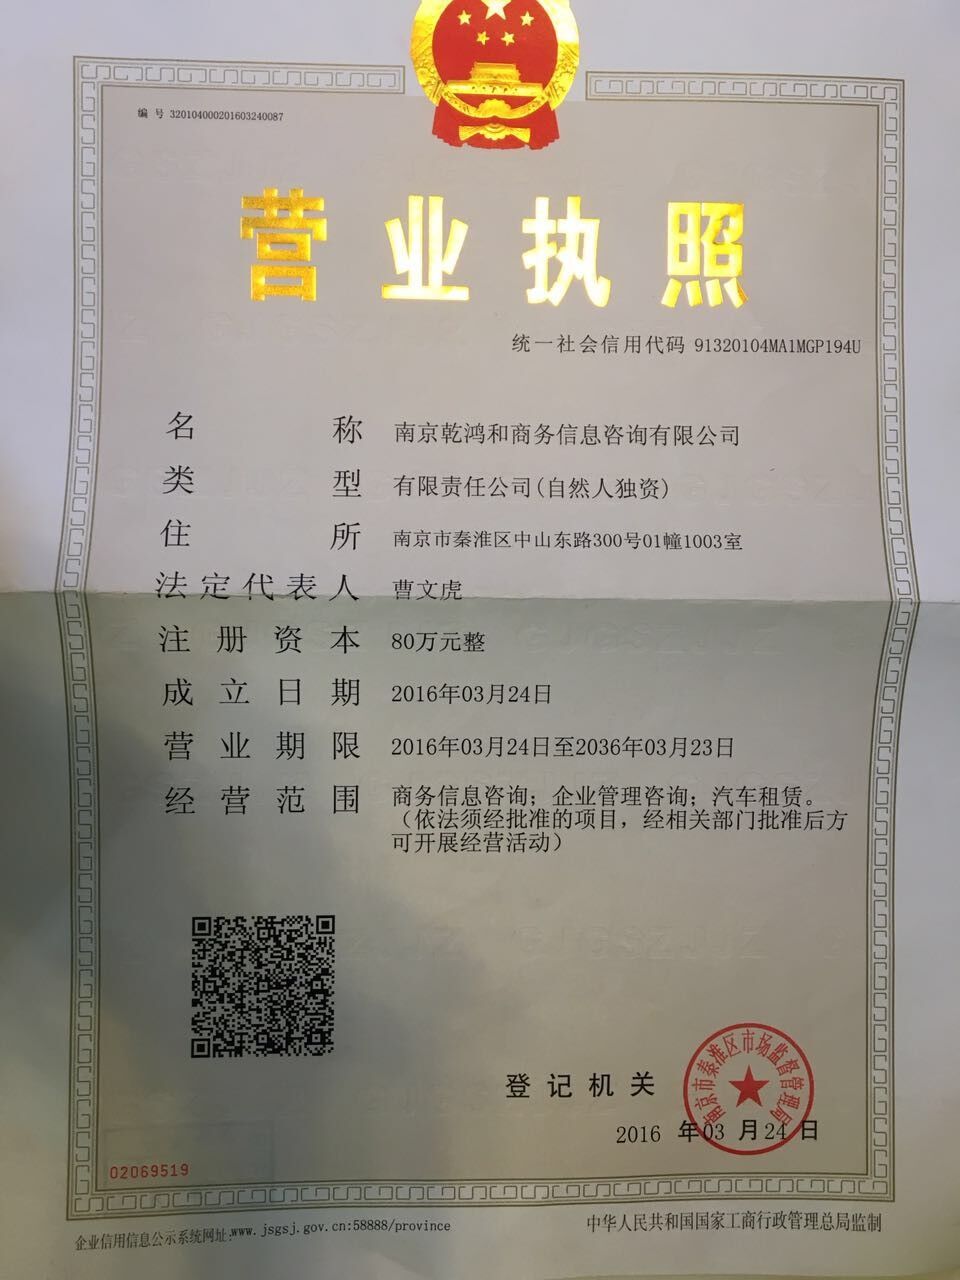 编号 320104000201603240087
营业执照
统一社会信用代码 91320104MA1MGP194U
名称 南京乾鸿和商务信息咨询有限公司
类型 有限责任公司(自然人独资)
住所 南京市秦淮区中山东路300号01幢1003室
法定代表人 曹文虎
注册资本 80万元整
成立日期 2016年03月24日
营业期限 2016年03月24日至2036年03月23日
经营范围 商务信息咨询；企业管理咨询；汽车租赁。
（依法须经批准的项目，经相关部门批准后方
可开展经营活动）
登记机关
南京市秦淮区市场监督管理局
2016 年03 月24 日
02069519
企业信用信息公示系统网址:www.jsgsj.gov.cn:58888/province
中华人民共和国国家工商行政管理总局监制